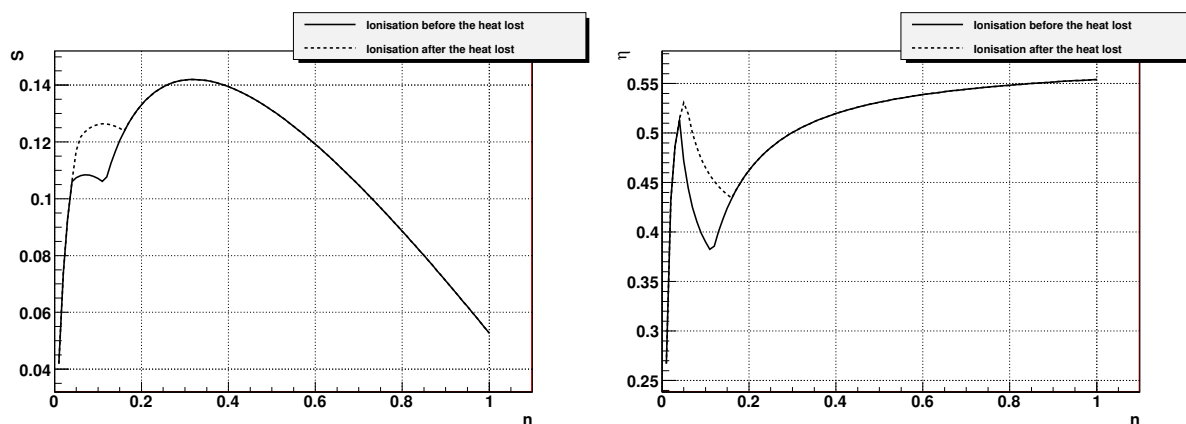 Ionisation before the heat lost
Ionisation after the heat lost
S
0.14
0.12
0.1
0.08
0.06
0.04
0 0.2 0.4 0.6 0.8 1
n
Ionisation before the heat lost
Ionisation after the heat lost
η
0.55
0.5
0.45
0.4
0.35
0.3
0.25
0 0.2 0.4 0.6 0.8 1
n